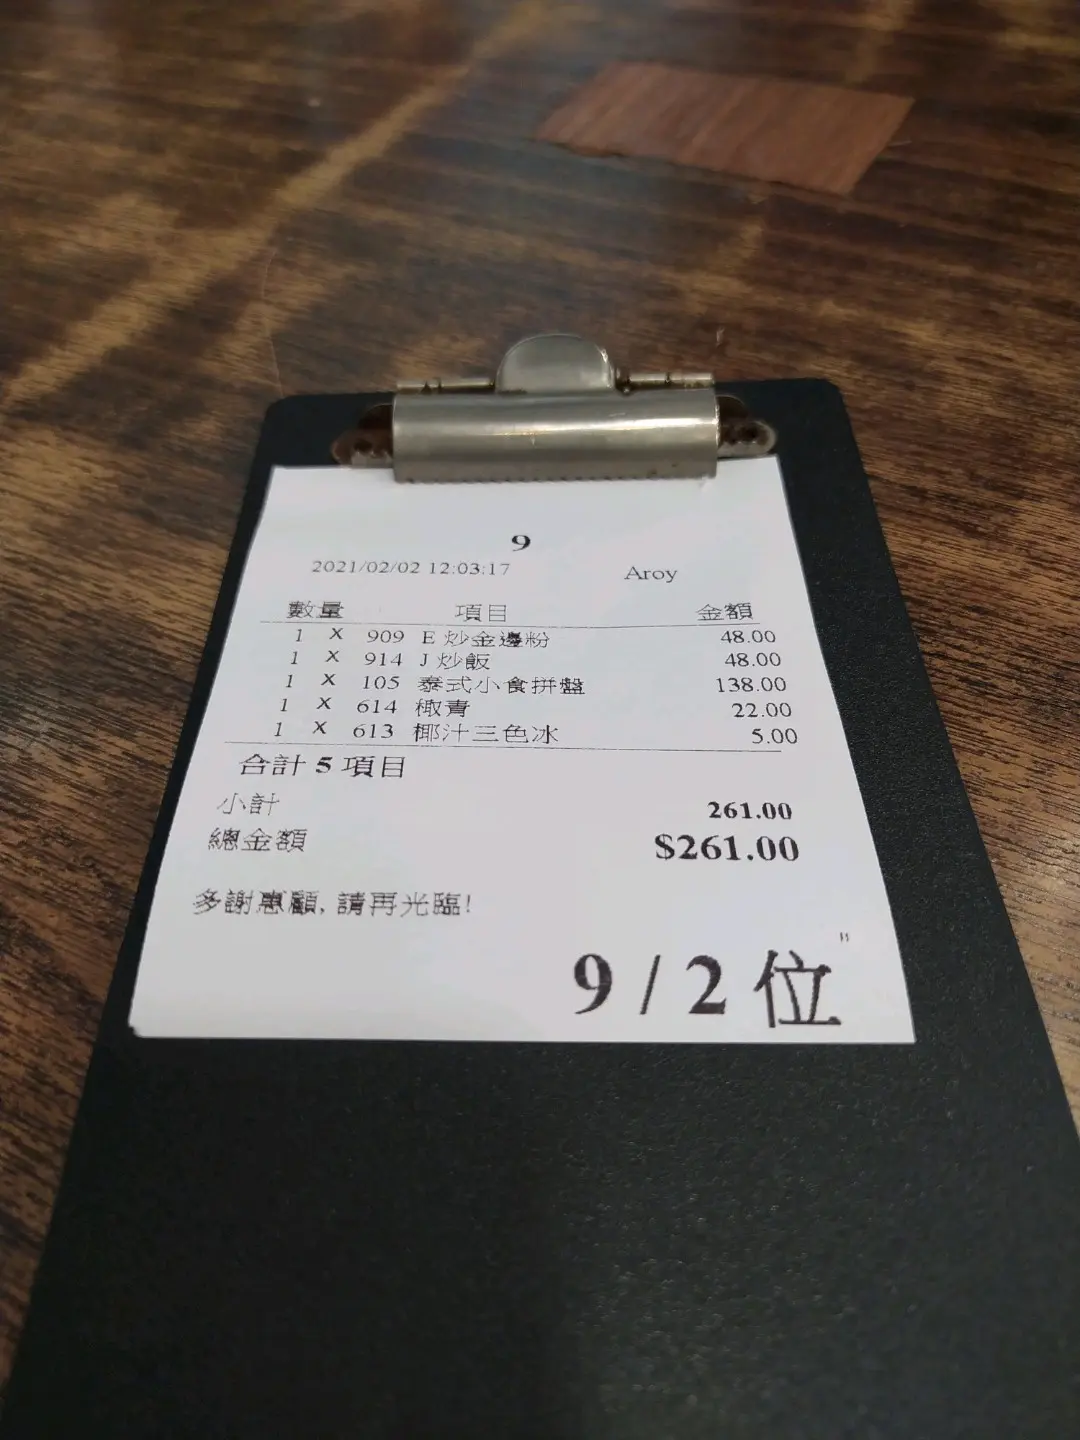 9
2021/02/02 12:03:17 Aroy
數量 項目 金額
1 X 909 E 炒金邊粉 48.00
1 X 914 J 炒飯 48.00
1 X 105 泰式小食拼盤 138.00
1 X 614 椰青 22.00
1 X 613 椰汁三色冰 5.00
合計 5 項目
小計 261.00
總金額 $261.00
多謝惠顧, 請再光臨!
9 / 2 位